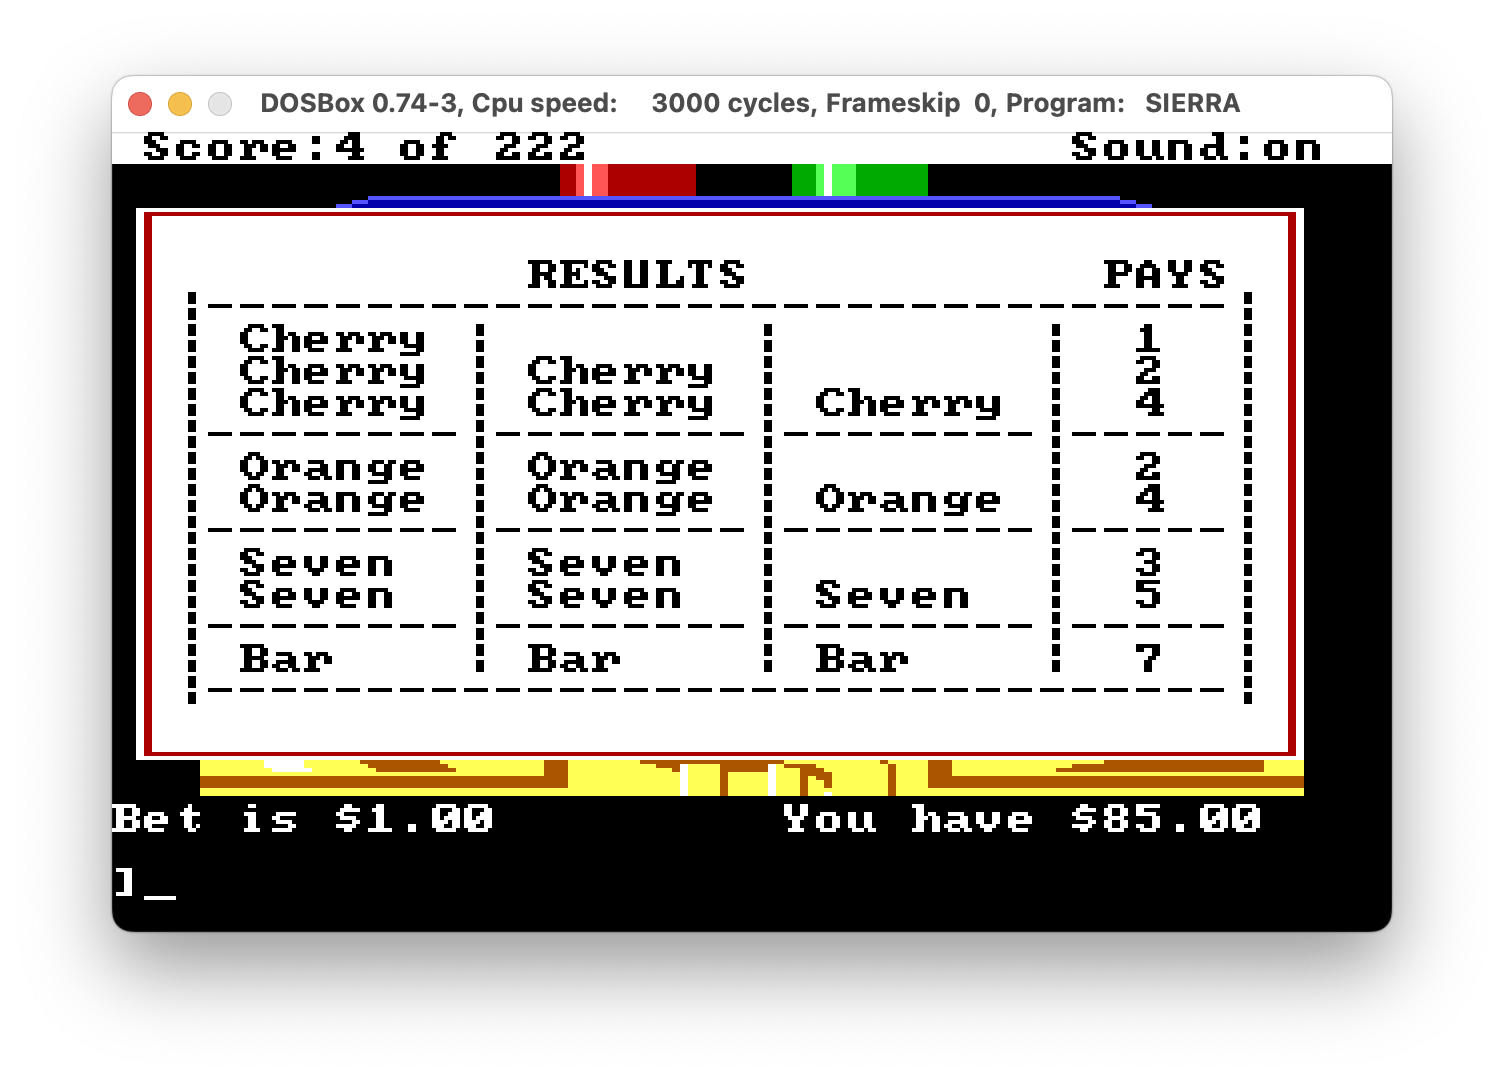 DOSBox 0.74-3, Cpu speed: 3000 cycles, Frameskip 0, Program: SIERRA
Score:4 of 222 Sound:on
RESULTS PAYS
Cherry 1
Cherry Cherry 2
Cherry Cherry Cherry 4
Orange Orange 2
Orange Orange Orange 4
Seven Seven 3
Seven Seven Seven 5
Bar Bar Bar 7
Bet is $1.00 You have $85.00
]_